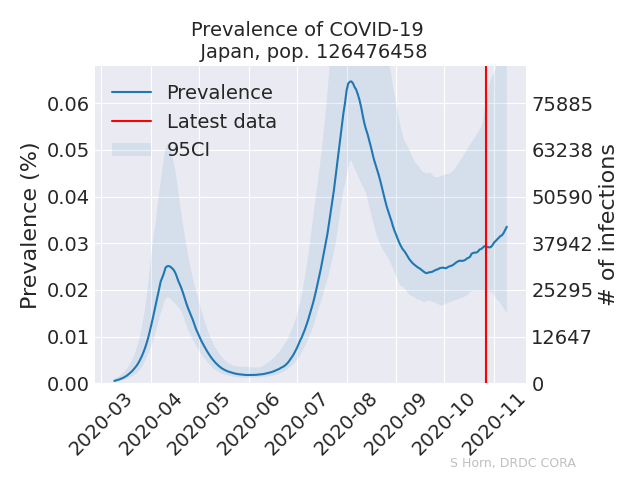 Prevalence of COVID-19
Japan, pop. 126476458
Prevalence
Latest data
95CI
Prevalence (%)
0.06
0.05
0.04
0.03
0.02
0.01
0.00
75885
63238
50590
37942
25295
12647
0
# of infections
2020-03
2020-04
2020-05
2020-06
2020-07
2020-08
2020-09
2020-10
2020-11
S Horn, DRDC CORA